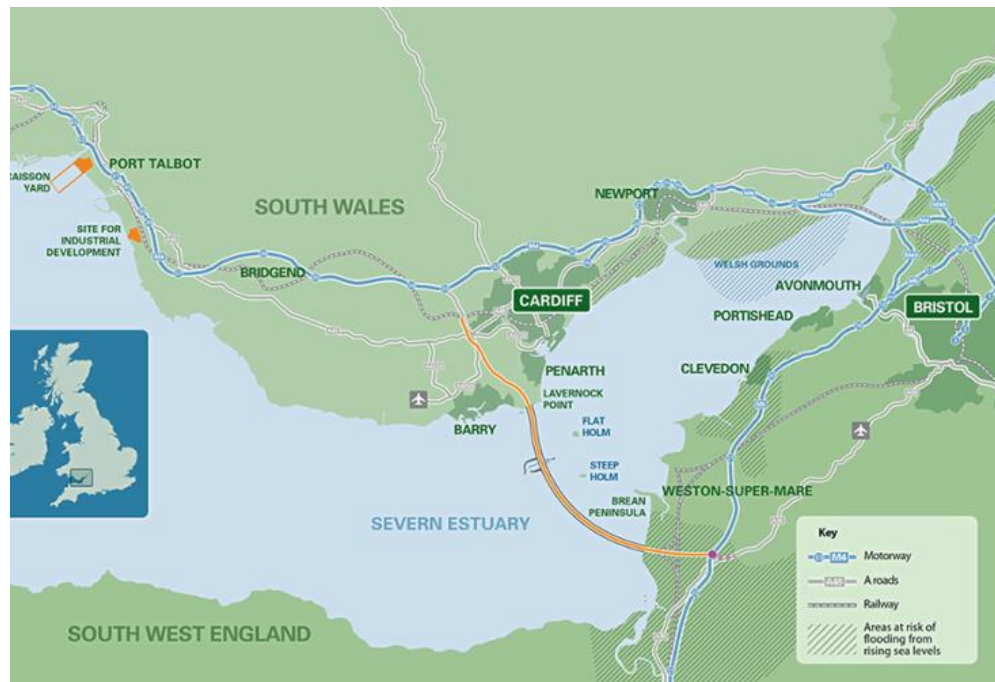 PORT TALBOT
CAISSON
YARD
SITE FOR
INDUSTRIAL
DEVELOPMENT
SOUTH WALES
BRIDGEND
NEWPORT
WELSH GROUNDS
AVONMOUTH
BRISTOL
PORTISHEAD
CARDIFF
CLEVEDON
PENARTH
LAVERNOCK
POINT
BARRY
FLAT
HOLM
STEEP
HOLM
WESTON-SUPER-MARE
BREAN
PENINSULA
SEVERN ESTUARY
SOUTH WEST ENGLAND
M4
Key
M4 Motorway
A48 A roads
Railway
Areas at risk of
flooding from
rising sea levels